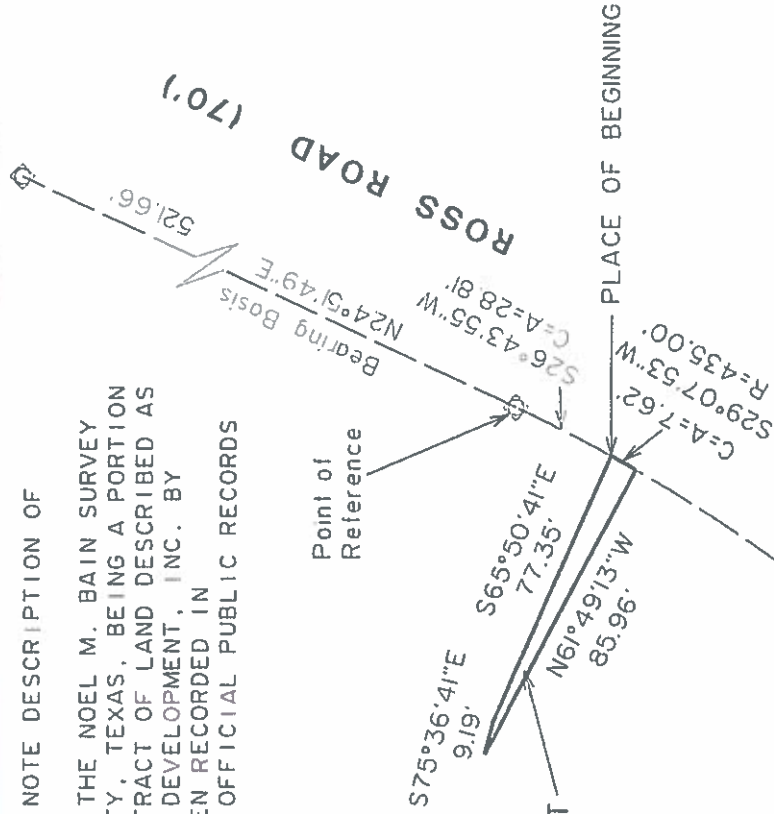 NOTE DESCRIPTION OF
THE NOEL M. BAIN SURVEY
TY, TEXAS, BEING A PORTION
TRACT OF LAND DESCRIBED AS
DEVELOPMENT, INC. BY
EN RECORDED IN
OFFICIAL PUBLIC RECORDS
521.66'
ROSS ROAD (70')
N24°51'49"E
Bearing Basis
Point of
Reference
S26°43'55"W
C=A=28.81'
PLACE OF BEGINNING
S65°50'41"E
77.35'
C=A=7.62'
S29°07'53"W
R=435.00'
S75°36'41"E
9.19'
N61°49'13"W
85.96'
T